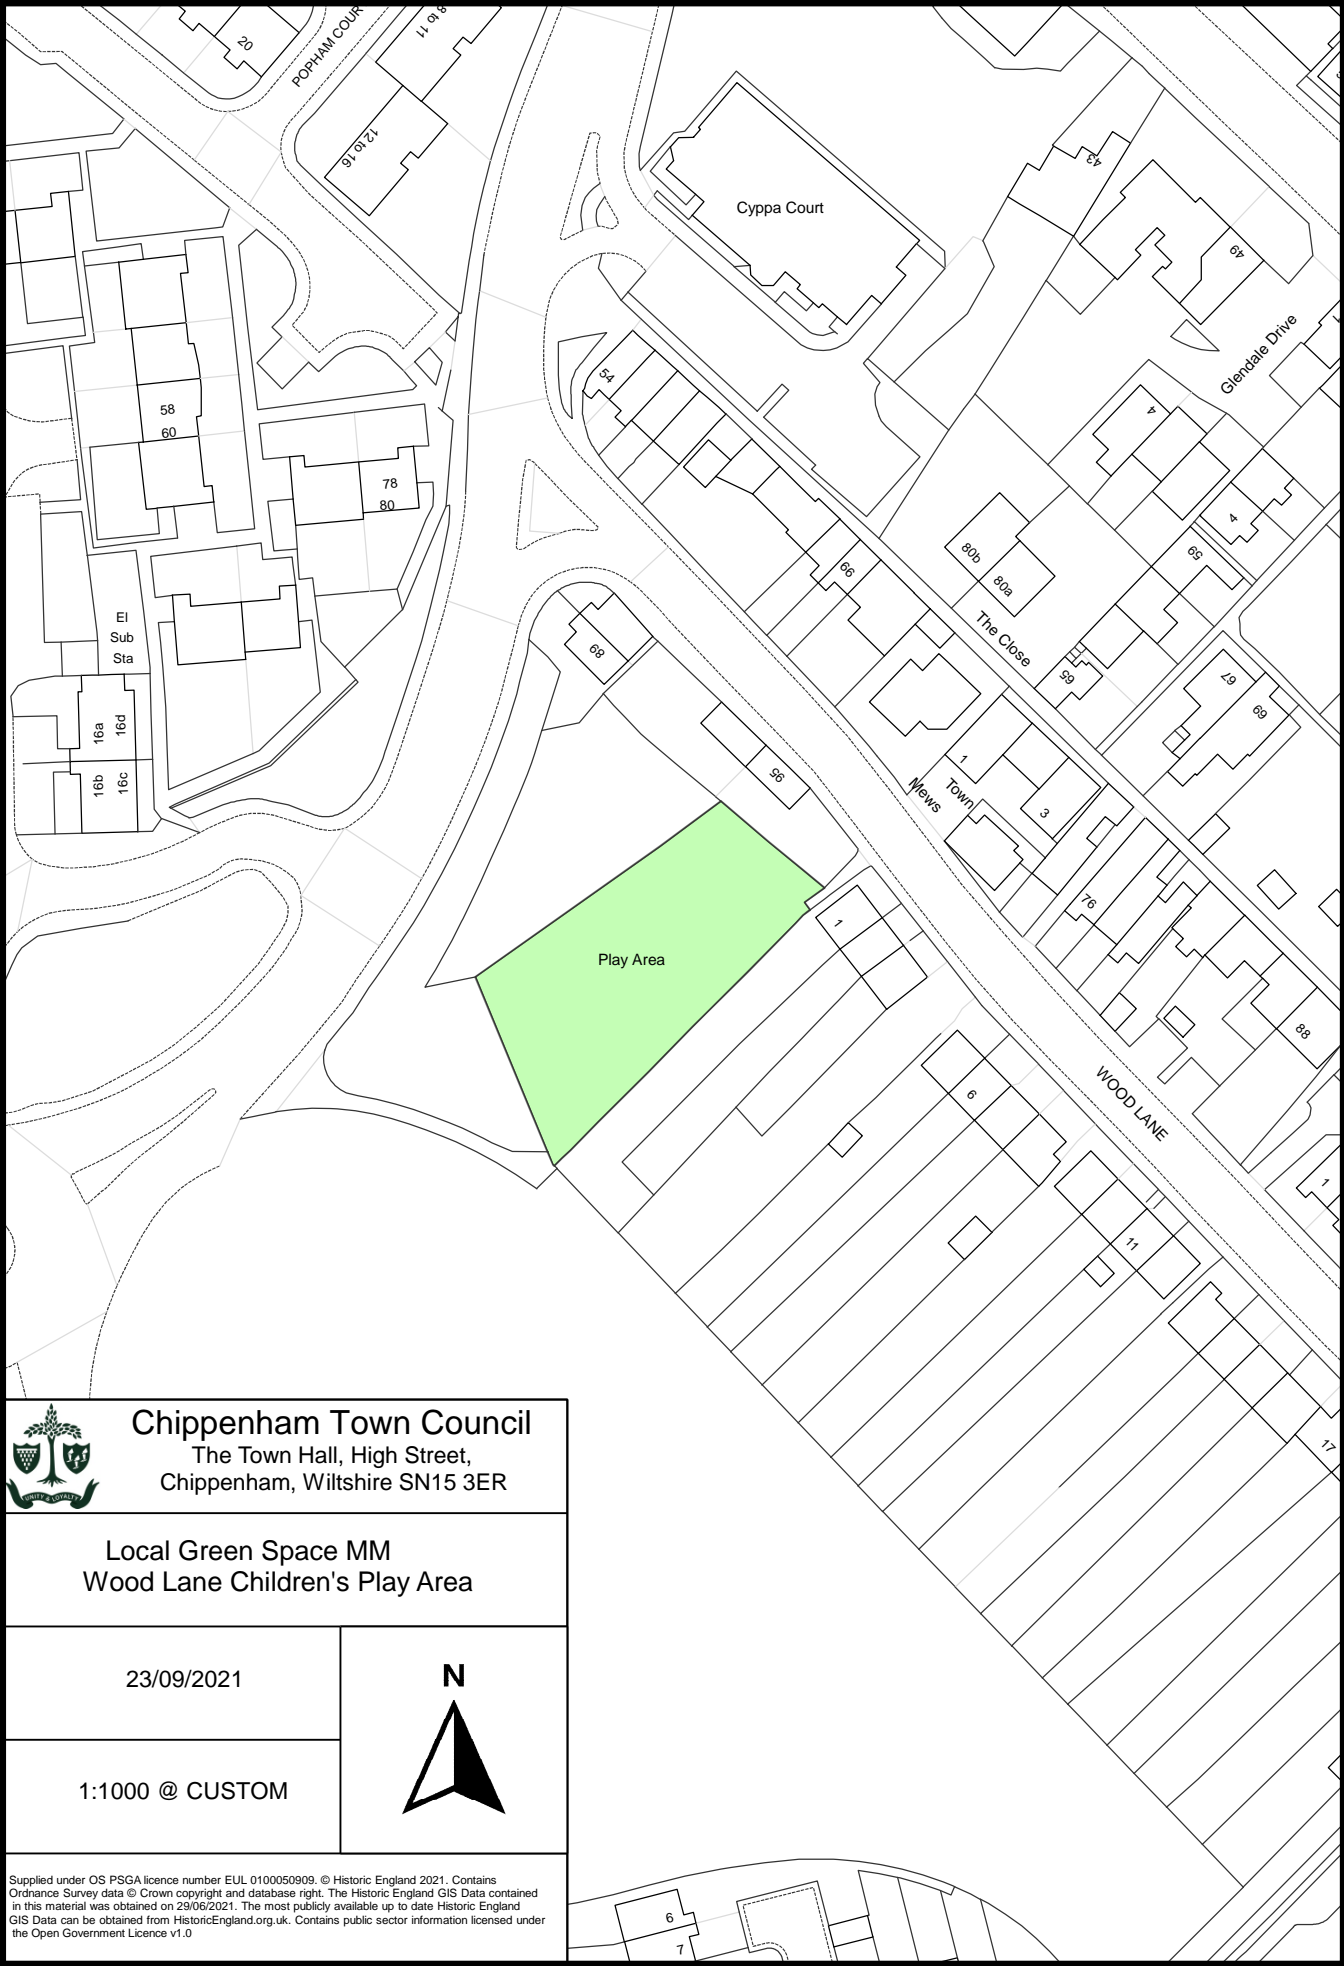 20
POPHAM COUR
8 to 11
12 to 16
Cyppa Court
43
49
Glendale Drive
54
58
60
78
80
4
4
59
66
80b
80a
The Close
65
67
69
El
Sub
Sta
68
16a
16d
16b
16c
95
1
Town
Mews
3
76
88
1
Play Area
6
WOOD LANE
11
1
17
Chippenham Town Council
The Town Hall, High Street,
Chippenham, Wiltshire SN15 3ER
UNITY & LOYALTY
Local Green Space MM
Wood Lane Children's Play Area
23/09/2021
N
1:1000 @ CUSTOM
Supplied under OS PSGA licence number EUL 0100050909. © Historic England 2021. Contains
Ordnance Survey data © Crown copyright and database right. The Historic England GIS Data contained
in this material was obtained on 29/06/2021. The most publicly available up to date Historic England
GIS Data can be obtained from HistoricEngland.org.uk. Contains public sector information licensed under
the Open Government Licence v1.0
6
7